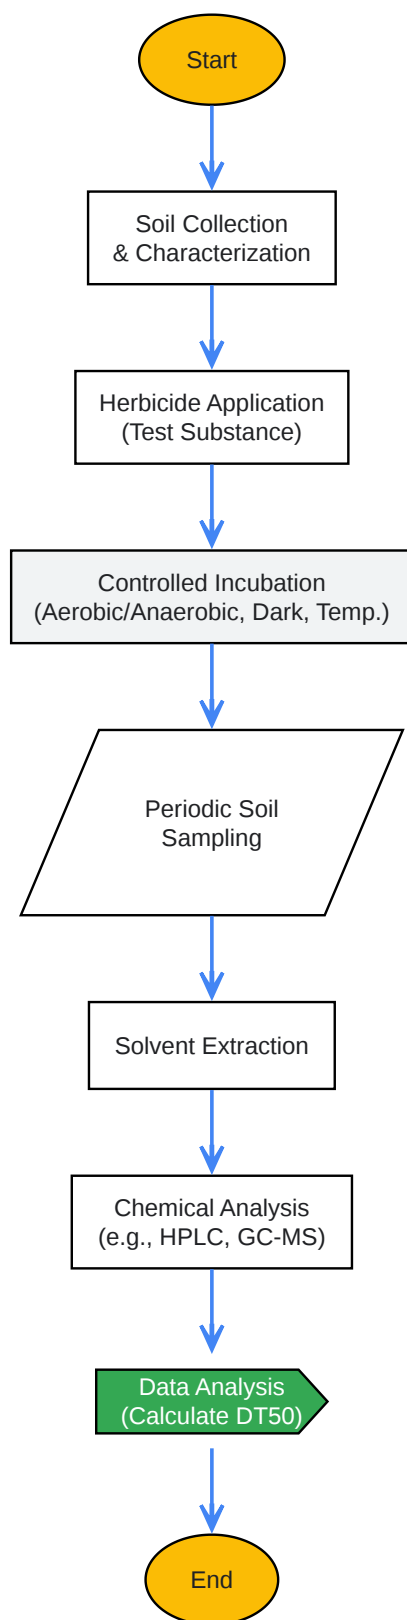 Start
Soil Collection
& Characterization
Herbicide Application
(Test Substance)
Controlled Incubation
(Aerobic/Anaerobic, Dark, Temp.)
Periodic Soil
Sampling
Solvent Extraction
Chemical Analysis
(e.g., HPLC, GC-MS)
Data Analysis
(Calculate DT50)
End